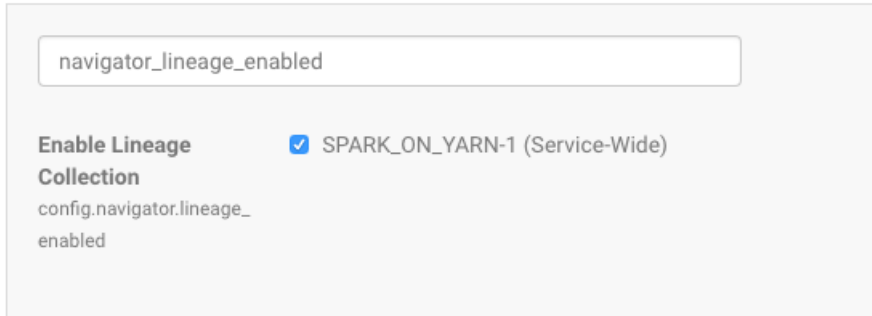 navigator_lineage_enabled
Enable Lineage
Collection
SPARK_ON_YARN-1 (Service-Wide)
config.navigator.lineage_
enabled